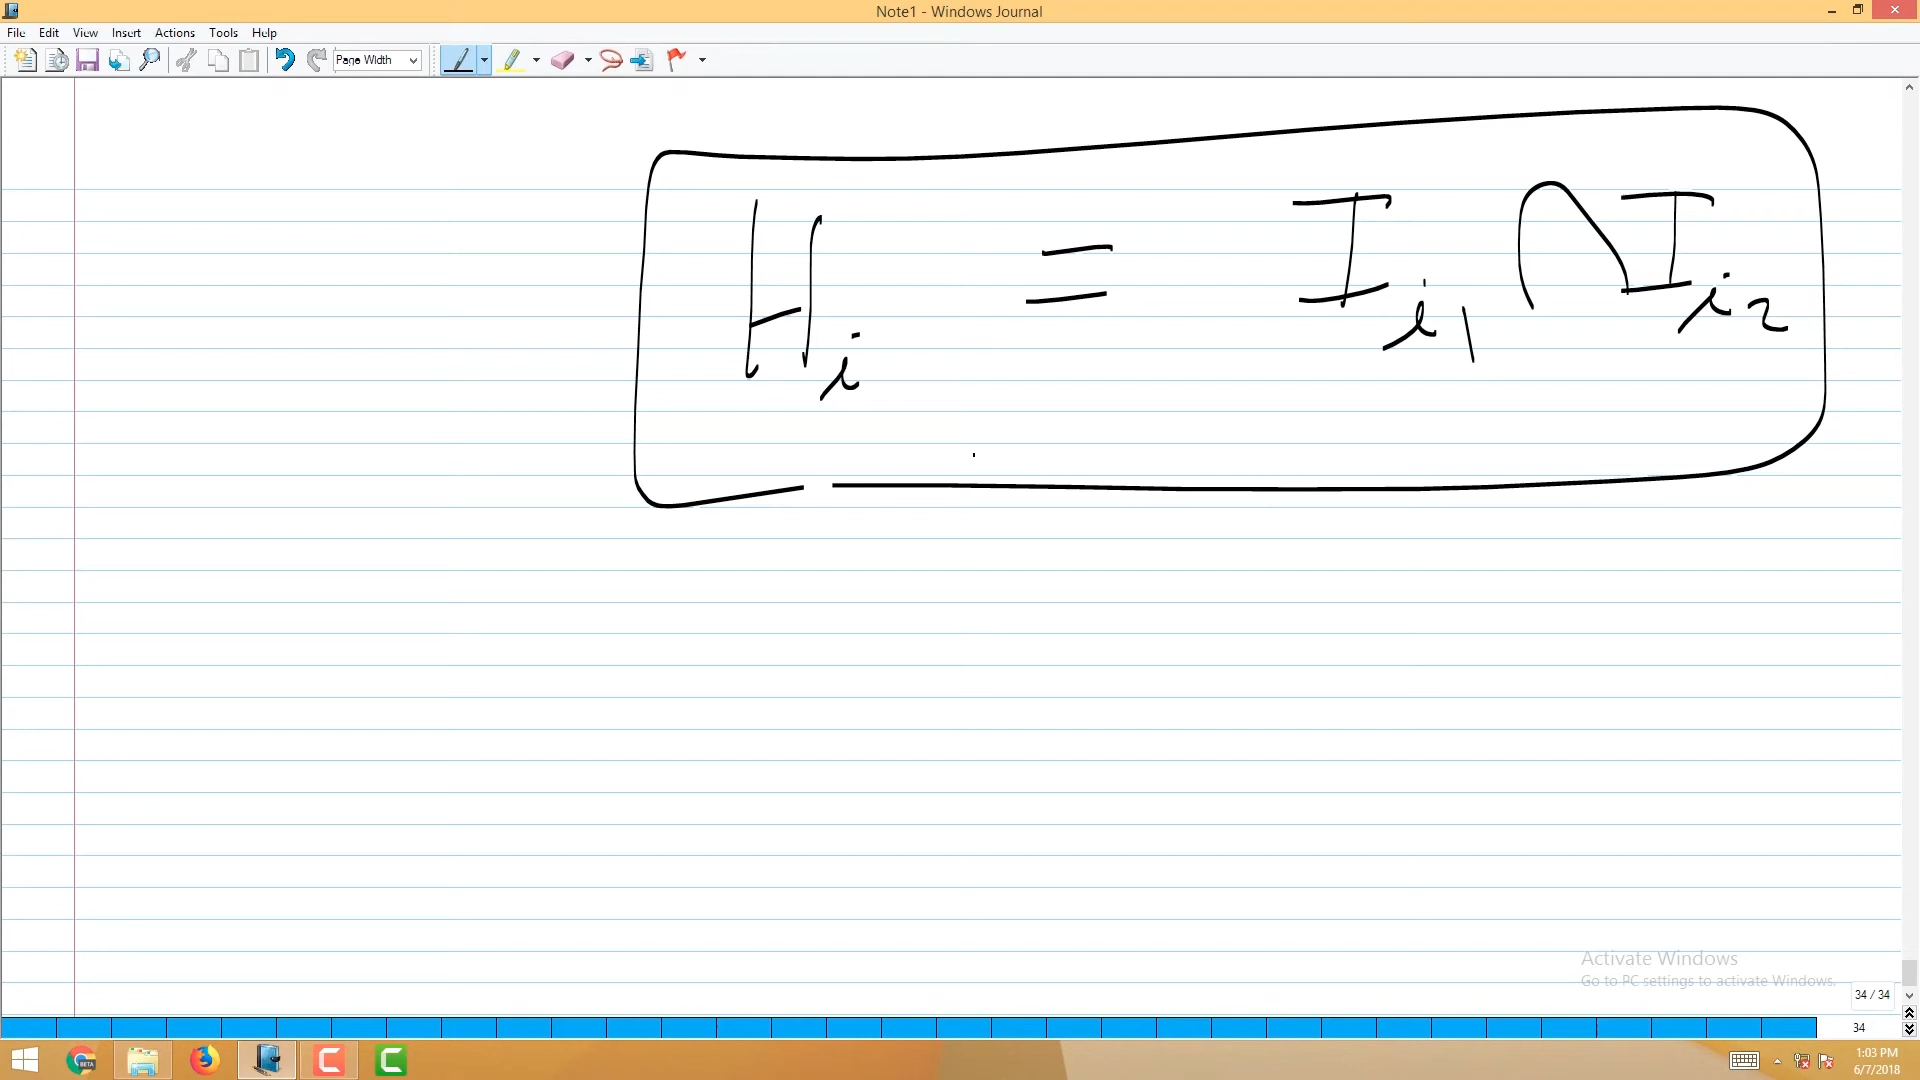 Note1 - Windows Journal
File Edit View Insert Actions Tools Help
Page Width
H_i = I_{i1} ∩ I_{i2}
Activate Windows
Go to PC settings to activate Windows.
34 / 34
34
BETA
1:03 PM
6/7/2018